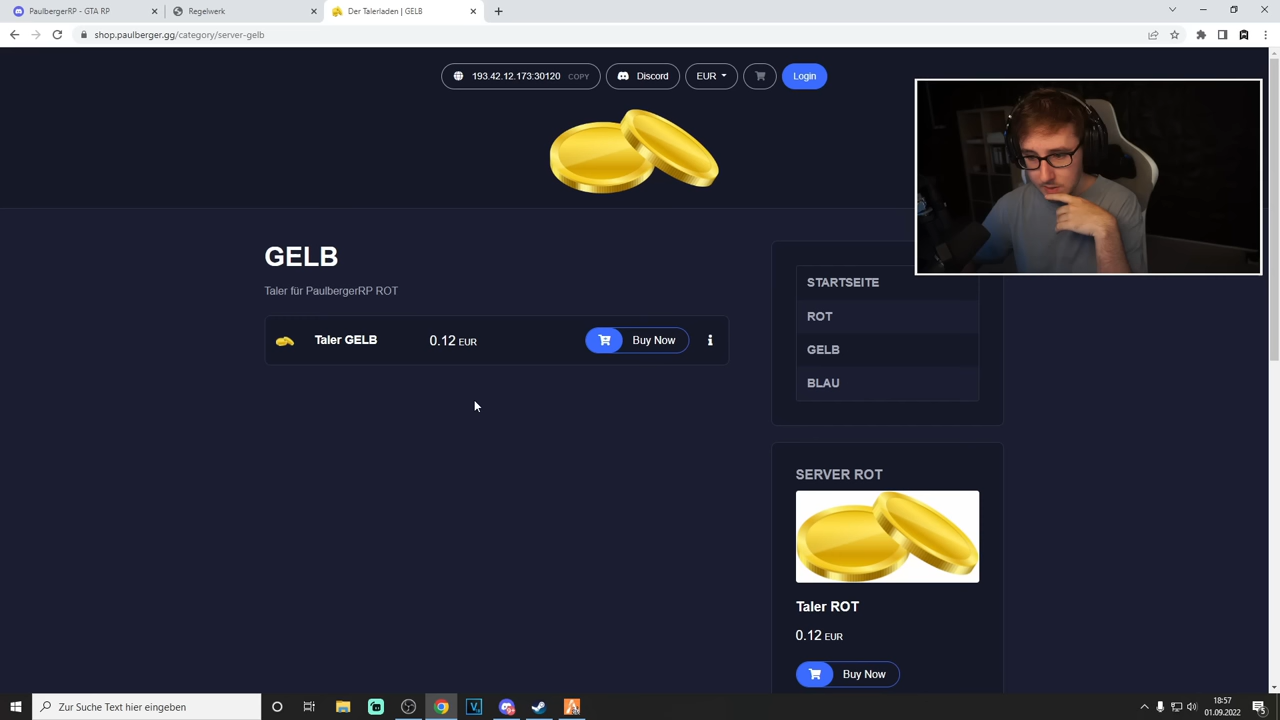 PaulbergerRP - GTA RP
Regelwerk
Der Talerladen | GELB
shop.paulberger.gg/category/server-gelb
193.42.12.173:30120 COPY
Discord
EUR
Login
GELB
Taler für PaulbergerRP ROT
Taler GELB
0.12 EUR
Buy Now
STARTSEITE
ROT
GELB
BLAU
SERVER ROT
Taler ROT
0.12 EUR
Buy Now
Zur Suche Text hier eingeben
18:57
01.09.2022